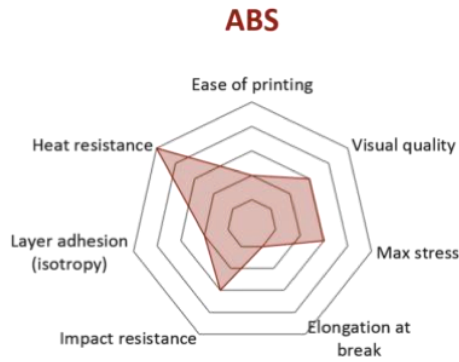 ABS
Ease of printing
Heat resistance
Visual quality
Layer adhesion
(isotropy)
Max stress
Impact resistance
Elongation at
break